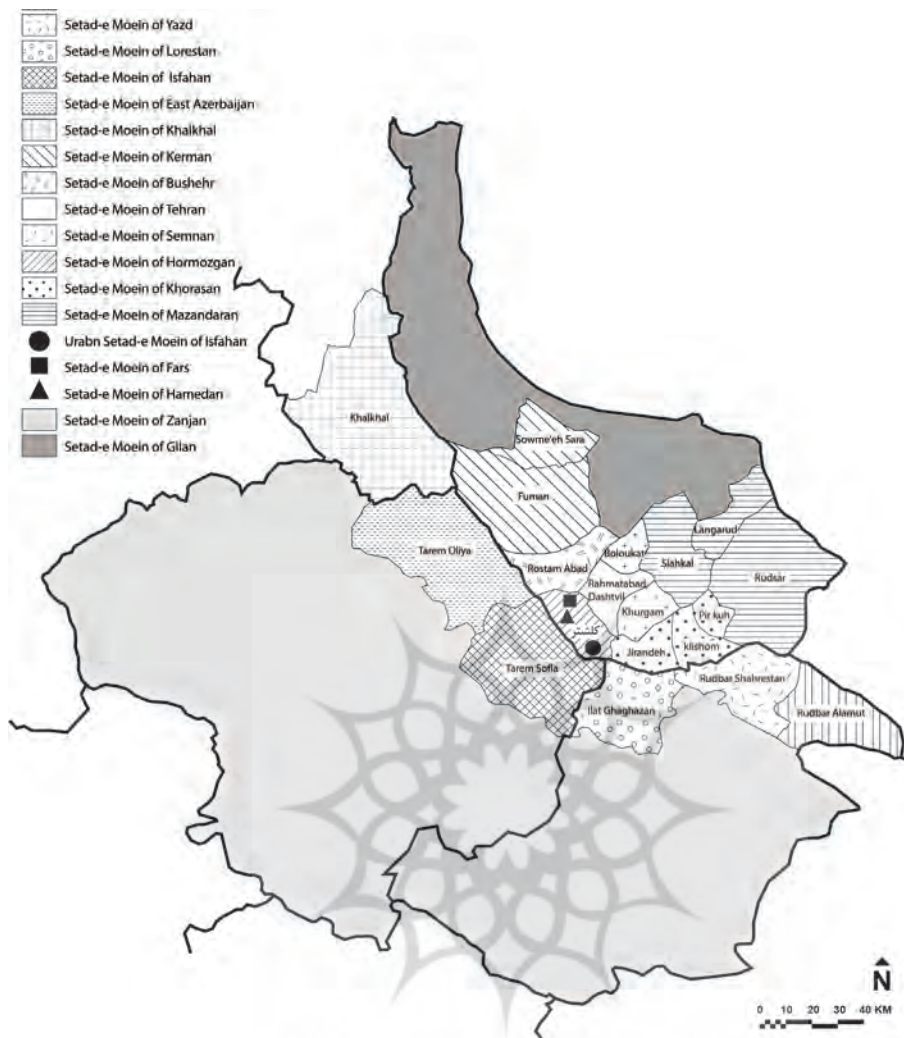 Setad-e Moein of Yazd
Setad-e Moein of Lorestan
Setad-e Moein of Isfahan
Setad-e Moein of East Azerbaijan
Setad-e Moein of Khalkhal
Setad-e Moein of Kerman
Setad-e Moein of Bushehr
Setad-e Moein of Tehran
Setad-e Moein of Semnan
Setad-e Moein of Hormozgan
Setad-e Moein of Khorasan
Setad-e Moein of Mazandaran
Urabn Setad-e Moein of Isfahan
Setad-e Moein of Fars
Setad-e Moein of Hamedan
Setad-e Moein of Zanjan
Setad-e Moein of Gilan
Khalkhal
Sowme'eh Sara
Fuman
Langarud
Tarem Oliya
Boloukat
Siahkal
Rostam Abad
Rudsar
Rahmatabad
Dashtvil
Khurgam
Pir kuh
کلشتر
Jirandeh
klishom
Tarem Sofla
Rudbar Shahrestan
Ilat Ghaghazan
Rudbar Alamut
N
0 10 20 30 40 KM